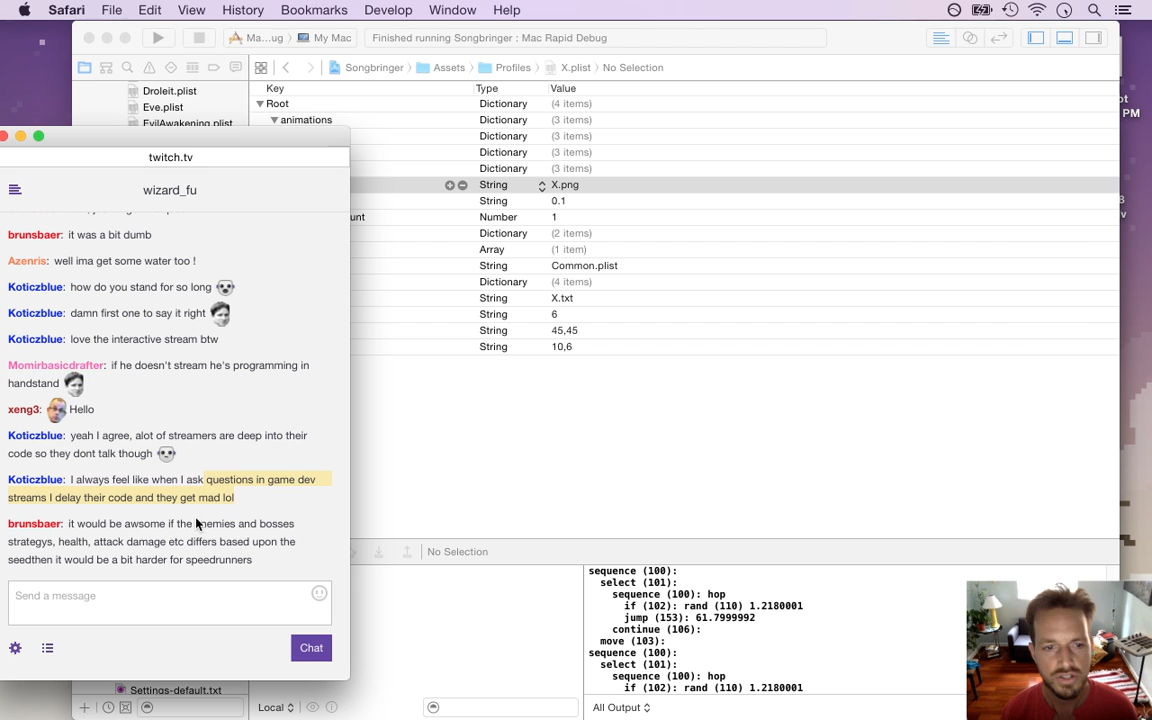 Safari File Edit View History Bookmarks Develop Window Help
Ma...ug My Mac Finished running Songbringer : Mac Rapid Debug
Songbringer Assets Profiles X.plist No Selection
Droleit.plist
Eve.plist
EvilAwakening.plist
Key Type Value
Root Dictionary (4 items)
animations Dictionary (3 items)
Dictionary (3 items)
Dictionary (3 items)
Dictionary (3 items)
String X.png
String 0.1
unt Number 1
Dictionary (2 items)
Array (1 item)
String Common.plist
Dictionary (4 items)
String X.txt
String 6
String 45,45
String 10,6
PM
twitch.tv
wizard_fu
brunsbaer: it was a bit dumb
Azenris: well ima get some water too !
Koticzblue: how do you stand for so long
Koticzblue: damn first one to say it right
Koticzblue: love the interactive stream btw
Momirbasicdrafter: if he doesn't stream he's programming in
handstand
xeng3: Hello
Koticzblue: yeah I agree, alot of streamers are deep into their
code so they dont talk though
Koticzblue: I always feel like when I ask questions in game dev
streams I delay their code and they get mad lol
brunsbaer: it would be awsome if the enemies and bosses
strategys, health, attack damage etc differs based upon the
seedthen it would be a bit harder for speedrunners
Send a message
Chat
Settings-default.txt
No Selection
sequence (100):
select (101):
sequence (100): hop
if (102): rand (110) 1.2180001
jump (153): 61.7999992
continue (106):
move (103):
sequence (100):
select (101):
sequence (100): hop
if (102): rand (110) 1.2180001
Local
All Output